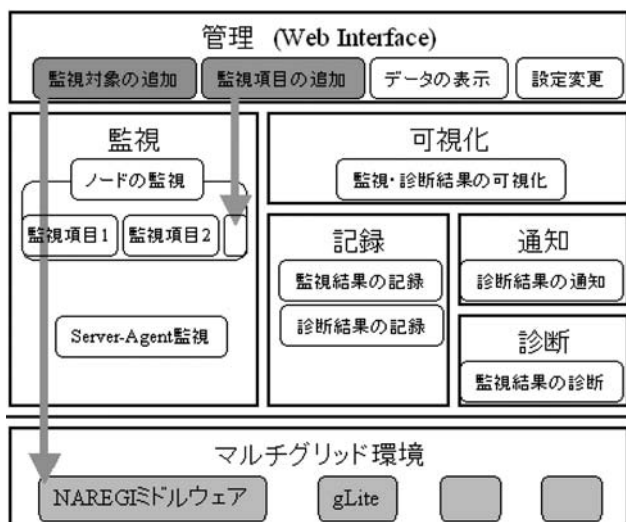 管理 (Web Interface)
監視対象の追加
監視項目の追加
データの表示
設定変更
監視
ノードの監視
監視項目1
監視項目2
Server-Agent監視
可視化
監視・診断結果の可視化
記録
監視結果の記録
診断結果の記録
通知
診断結果の通知
診断
監視結果の診断
マルチグリッド環境
NAREGIミドルウェア
gLite